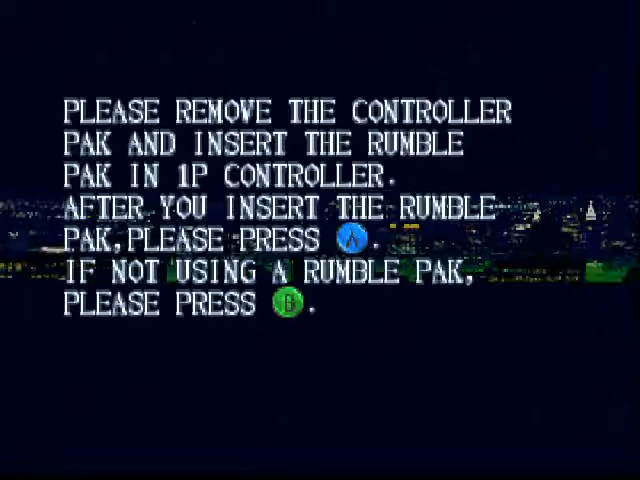 PLEASE REMOVE THE CONTROLLER
PAK AND INSERT THE RUMBLE
PAK IN 1P CONTROLLER.
AFTER YOU INSERT THE RUMBLE
PAK,PLEASE PRESS A.
IF NOT USING A RUMBLE PAK,
PLEASE PRESS B.